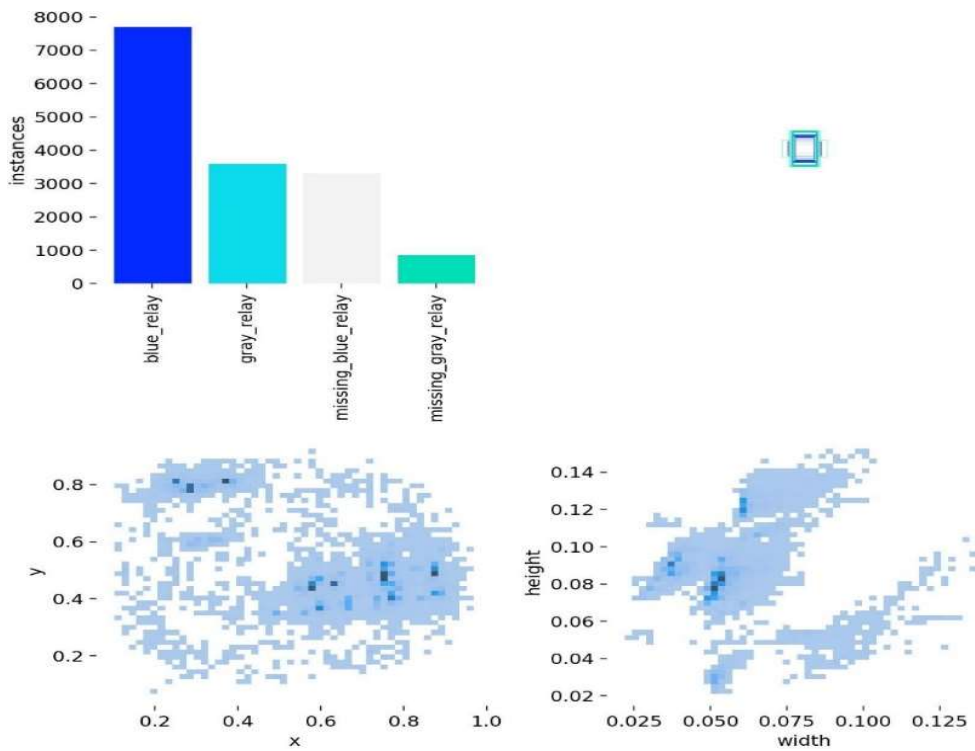 8000
7000
6000
5000
4000
3000
2000
1000
0
instances
blue_relay
gray_relay
missing_blue_relay
missing_gray_relay
0.8
0.6
0.4
0.2
y
0.2 0.4 0.6 0.8 1.0
x
0.14
0.12
0.10
0.08
0.06
0.04
0.02
height
0.025 0.050 0.075 0.100 0.125
width